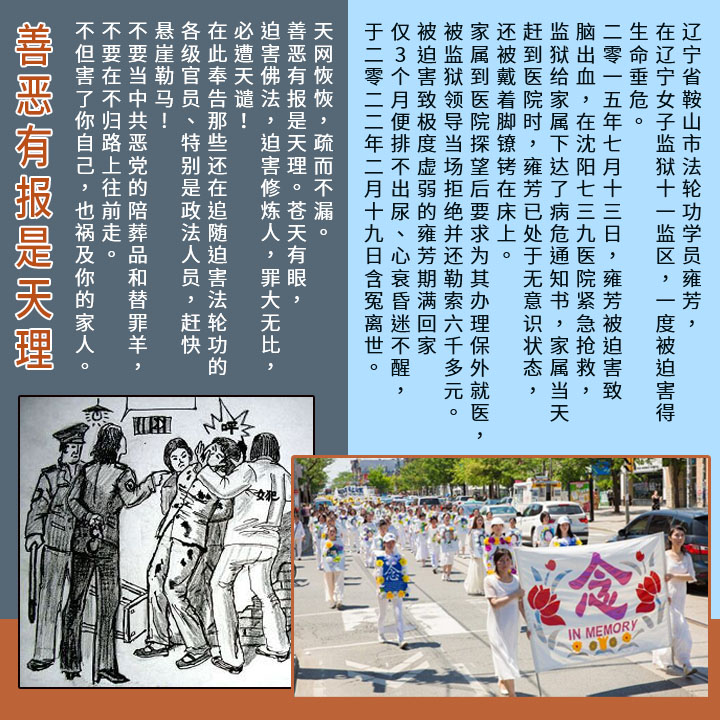 辽宁省鞍山市法轮功学员雍芳，
在辽宁女子监狱十一监区，一度被迫害得
生命垂危。
二零一五年七月十三日，雍芳被迫害致
脑出血，在沈阳七三九医院紧急抢救，
监狱给家属下达了病危通知书，家属当天
赶到医院时，雍芳已处于无意识状态，
还被戴着脚镣铐在床上。
家属到医院探望后要求为其办理保外就医，
被监狱领导当场拒绝并还勒索六千多元。
被迫害致极度虚弱的雍芳期满回家
仅3个月便排不出尿、心衰昏迷不醒，
于二零二二年二月十九日含冤离世。
天网恢恢，疏而不漏。
善恶有报是天理。苍天有眼，
迫害佛法，迫害修炼人，罪大无比，
必遭天谴！
在此奉告那些还在追随迫害法轮功的
各级官员、特别是政法人员，赶快
悬崖勒马！
不要当中共恶党的陪葬品和替罪羊，
不要在不归路上往前走。
不但害了你自己，也祸及你的家人。
善恶有报是天理
呯
女犯
念
念
IN MEMORY